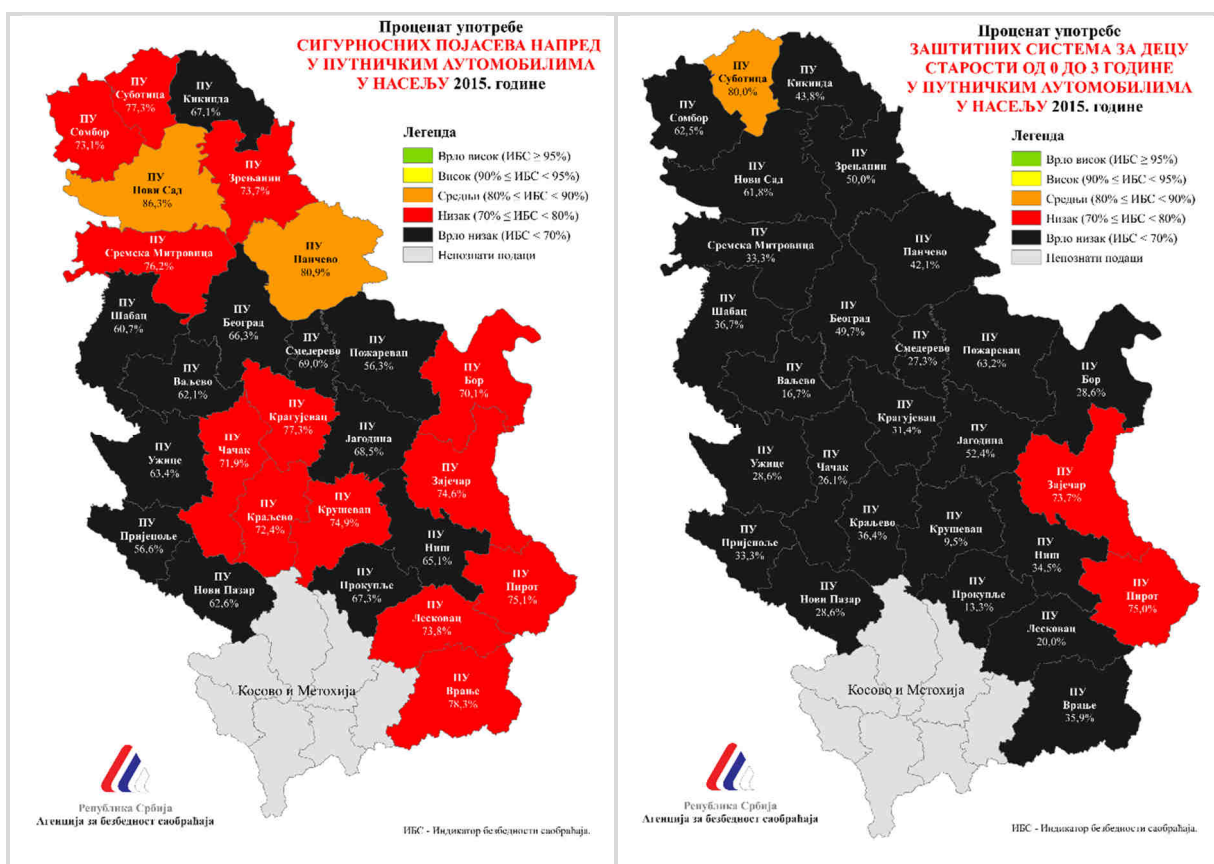 Проценат употребе
СИГУРНОСНИХ ПОЈАСЕВА НАПРЕД
У ПУТНИЧКИМ АУТОМОБИЛИМА
У НАСЕЉУ 2015. године
Легенда
Врло висок (ИБС ≥ 95%)
Висок (90% ≤ ИБС < 95%)
Средњи (80% ≤ ИБС < 90%)
Низак (70% ≤ ИБС < 80%)
Врло низак (ИБС < 70%)
Непознати подаци
ПУ
Суботица
77,3%
ПУ
Кикинда
67,1%
ПУ
Сомбор
73,1%
ПУ
Нови Сад
86,3%
ПУ
Зрењанин
73,7%
ПУ
Сремска Митровица
76,2%
ПУ
Панчево
80,9%
ПУ
Шабац
60,7%
ПУ
Београд
66,3%
ПУ
Смедерево
69,0%
ПУ
Пожаревац
56,3%
ПУ
Бор
70,1%
ПУ
Ваљево
62,1%
ПУ
Крагујевац
77,3%
ПУ
Јагодина
68,5%
ПУ
Ужице
63,4%
ПУ
Чачак
71,9%
ПУ
Зајечар
74,6%
ПУ
Краљево
72,4%
ПУ
Крушевац
74,9%
ПУ
Пријепоље
56,6%
ПУ
Ниш
65,1%
ПУ
Нови Пазар
62,6%
ПУ
Прокупље
67,3%
ПУ
Пирот
75,1%
ПУ
Лесковац
73,8%
ПУ
Врање
78,3%
Косово и Метохија
Република Србија
Агенција за безбедност саобраћаја
ИБС - Индикатор безбедности саобраћаја.
Проценат употребе
ЗАШТИТНИХ СИСТЕМА ЗА ДЕЦУ
СТАРОСТИ ОД 0 ДО 3 ГОДИНЕ
У ПУТНИЧКИМ АУТОМОБИЛИМА
У НАСЕЉУ 2015. године
Легенда
Врло висок (ИБС ≥ 95%)
Висок (90% ≤ ИБС < 95%)
Средњи (80% ≤ ИБС < 90%)
Низак (70% ≤ ИБС < 80%)
Врло низак (ИБС < 70%)
Непознати подаци
ПУ
Суботица
80,0%
ПУ
Кикинда
43,8%
ПУ
Сомбор
62,5%
ПУ
Нови Сад
61,8%
ПУ
Зрењанин
50,0%
ПУ
Сремска Митровица
33,3%
ПУ
Панчево
42,1%
ПУ
Шабац
36,7%
ПУ
Београд
49,7%
ПУ
Смедерево
27,3%
ПУ
Пожаревац
63,2%
ПУ
Бор
28,6%
ПУ
Ваљево
16,7%
ПУ
Крагујевац
31,4%
ПУ
Јагодина
52,4%
ПУ
Ужице
28,6%
ПУ
Чачак
26,1%
ПУ
Зајечар
73,7%
ПУ
Краљево
36,4%
ПУ
Крушевац
9,5%
ПУ
Пријепоље
33,3%
ПУ
Ниш
34,5%
ПУ
Нови Пазар
28,6%
ПУ
Прокупље
13,3%
ПУ
Пирот
75,0%
ПУ
Лесковац
20,0%
ПУ
Врање
35,9%
Косово и Метохија
Република Србија
Агенција за безбедност саобраћаја
ИБС - Индикатор безбедности саобраћаја.